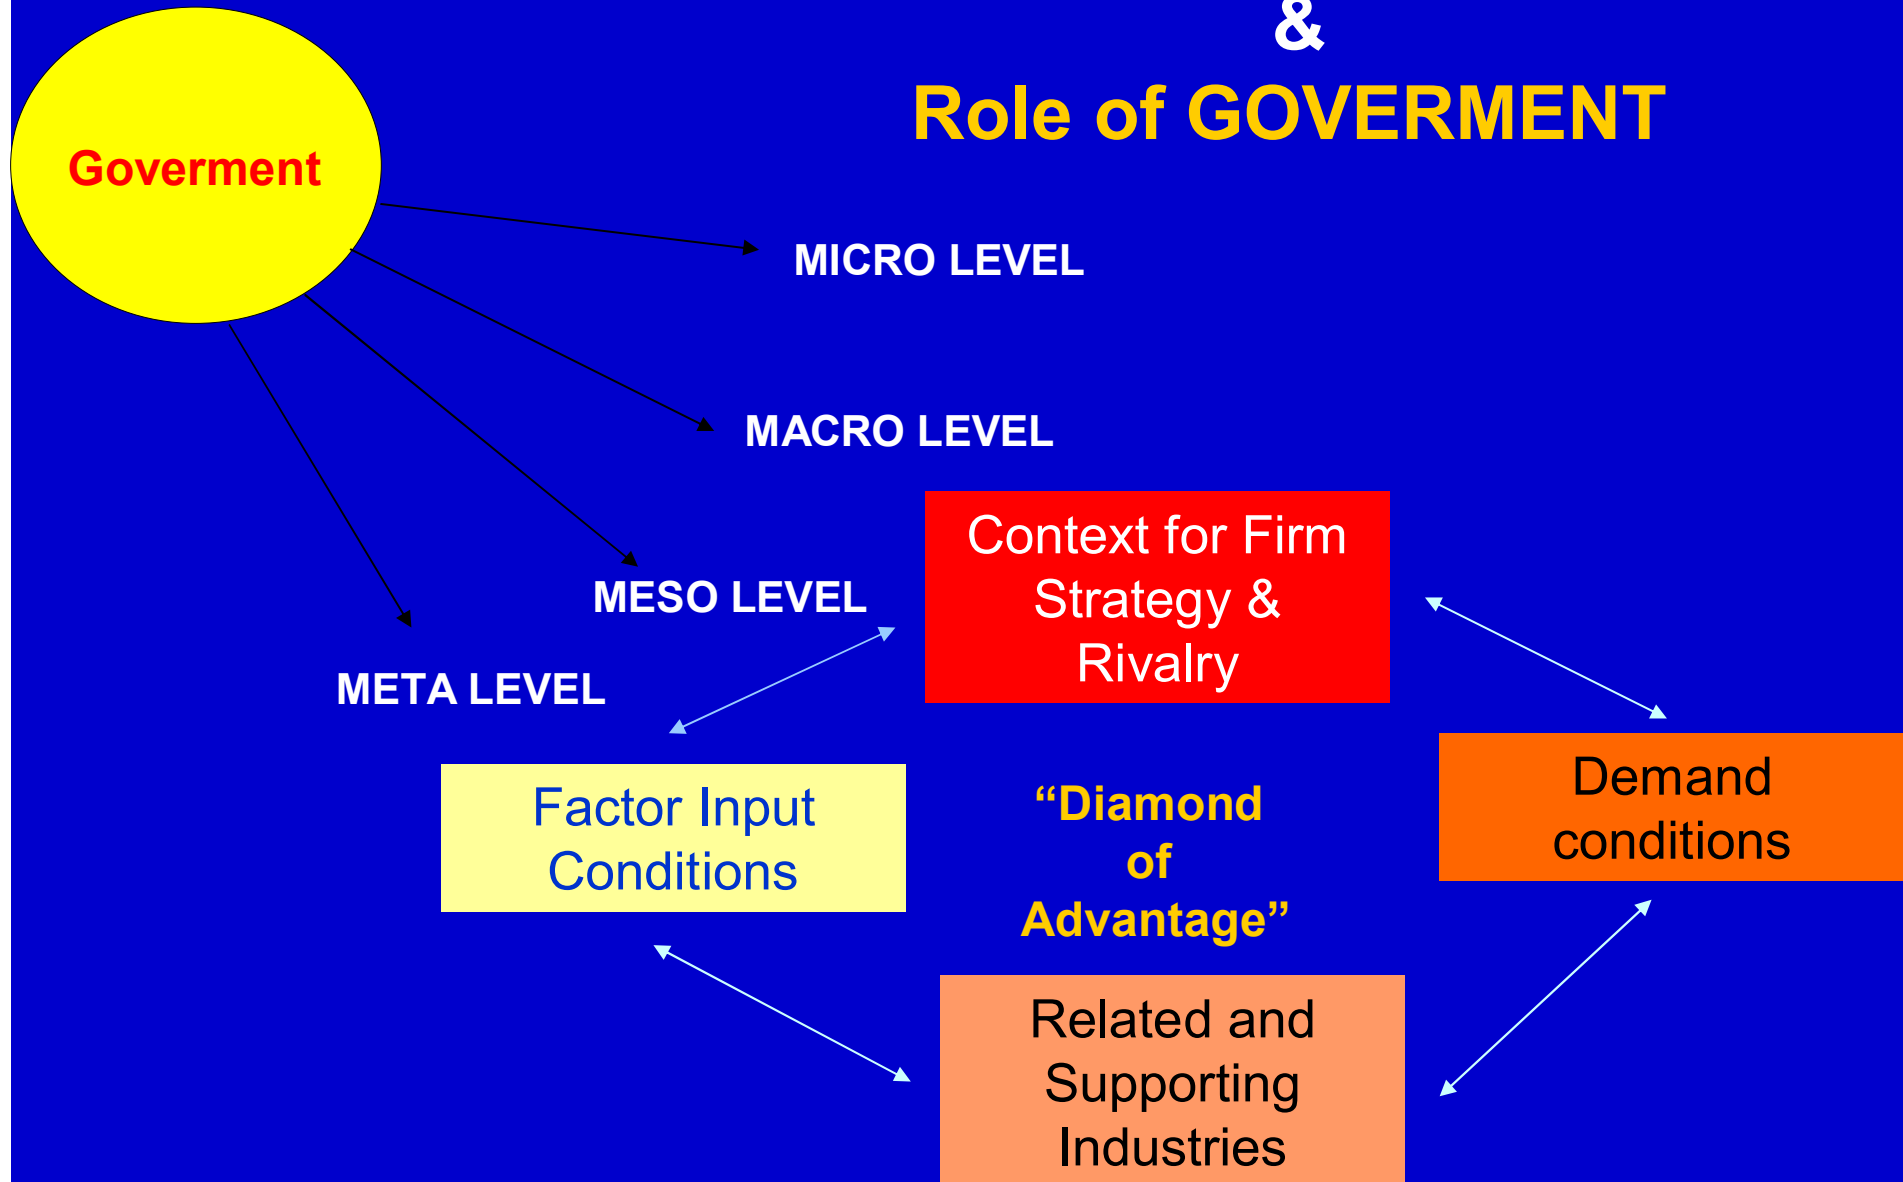 &
Role of GOVERMENT
Goverment
MICRO LEVEL
MACRO LEVEL
MESO LEVEL
META LEVEL
Context for Firm
Strategy &
Rivalry
Factor Input
Conditions
“Diamond
of
Advantage”
Demand
conditions
Related and
Supporting
Industries